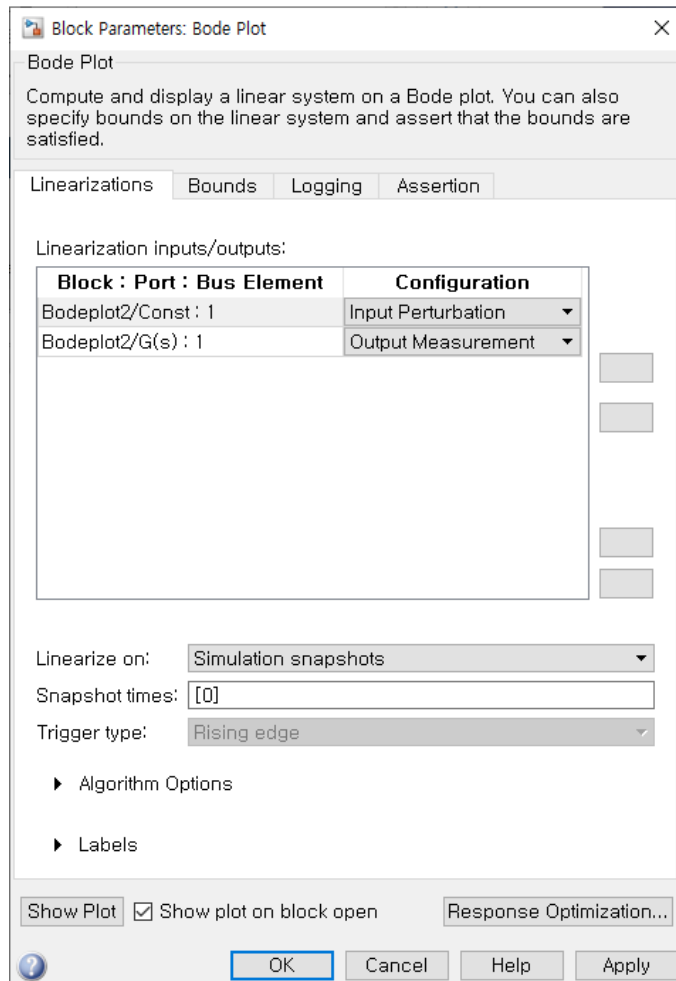 Block Parameters: Bode Plot
Bode Plot
Compute and display a linear system on a Bode plot. You can also
specify bounds on the linear system and assert that the bounds are
satisfied.
Linearizations Bounds Logging Assertion
Linearization inputs/outputs:
Block : Port : Bus Element Configuration
Bodeplot2/Const : 1 Input Perturbation
Bodeplot2/G(s) : 1 Output Measurement
Linearize on: Simulation snapshots
Snapshot times: [0]
Trigger type: Rising edge
Algorithm Options
Labels
Show Plot Show plot on block open Response Optimization...
OK Cancel Help Apply